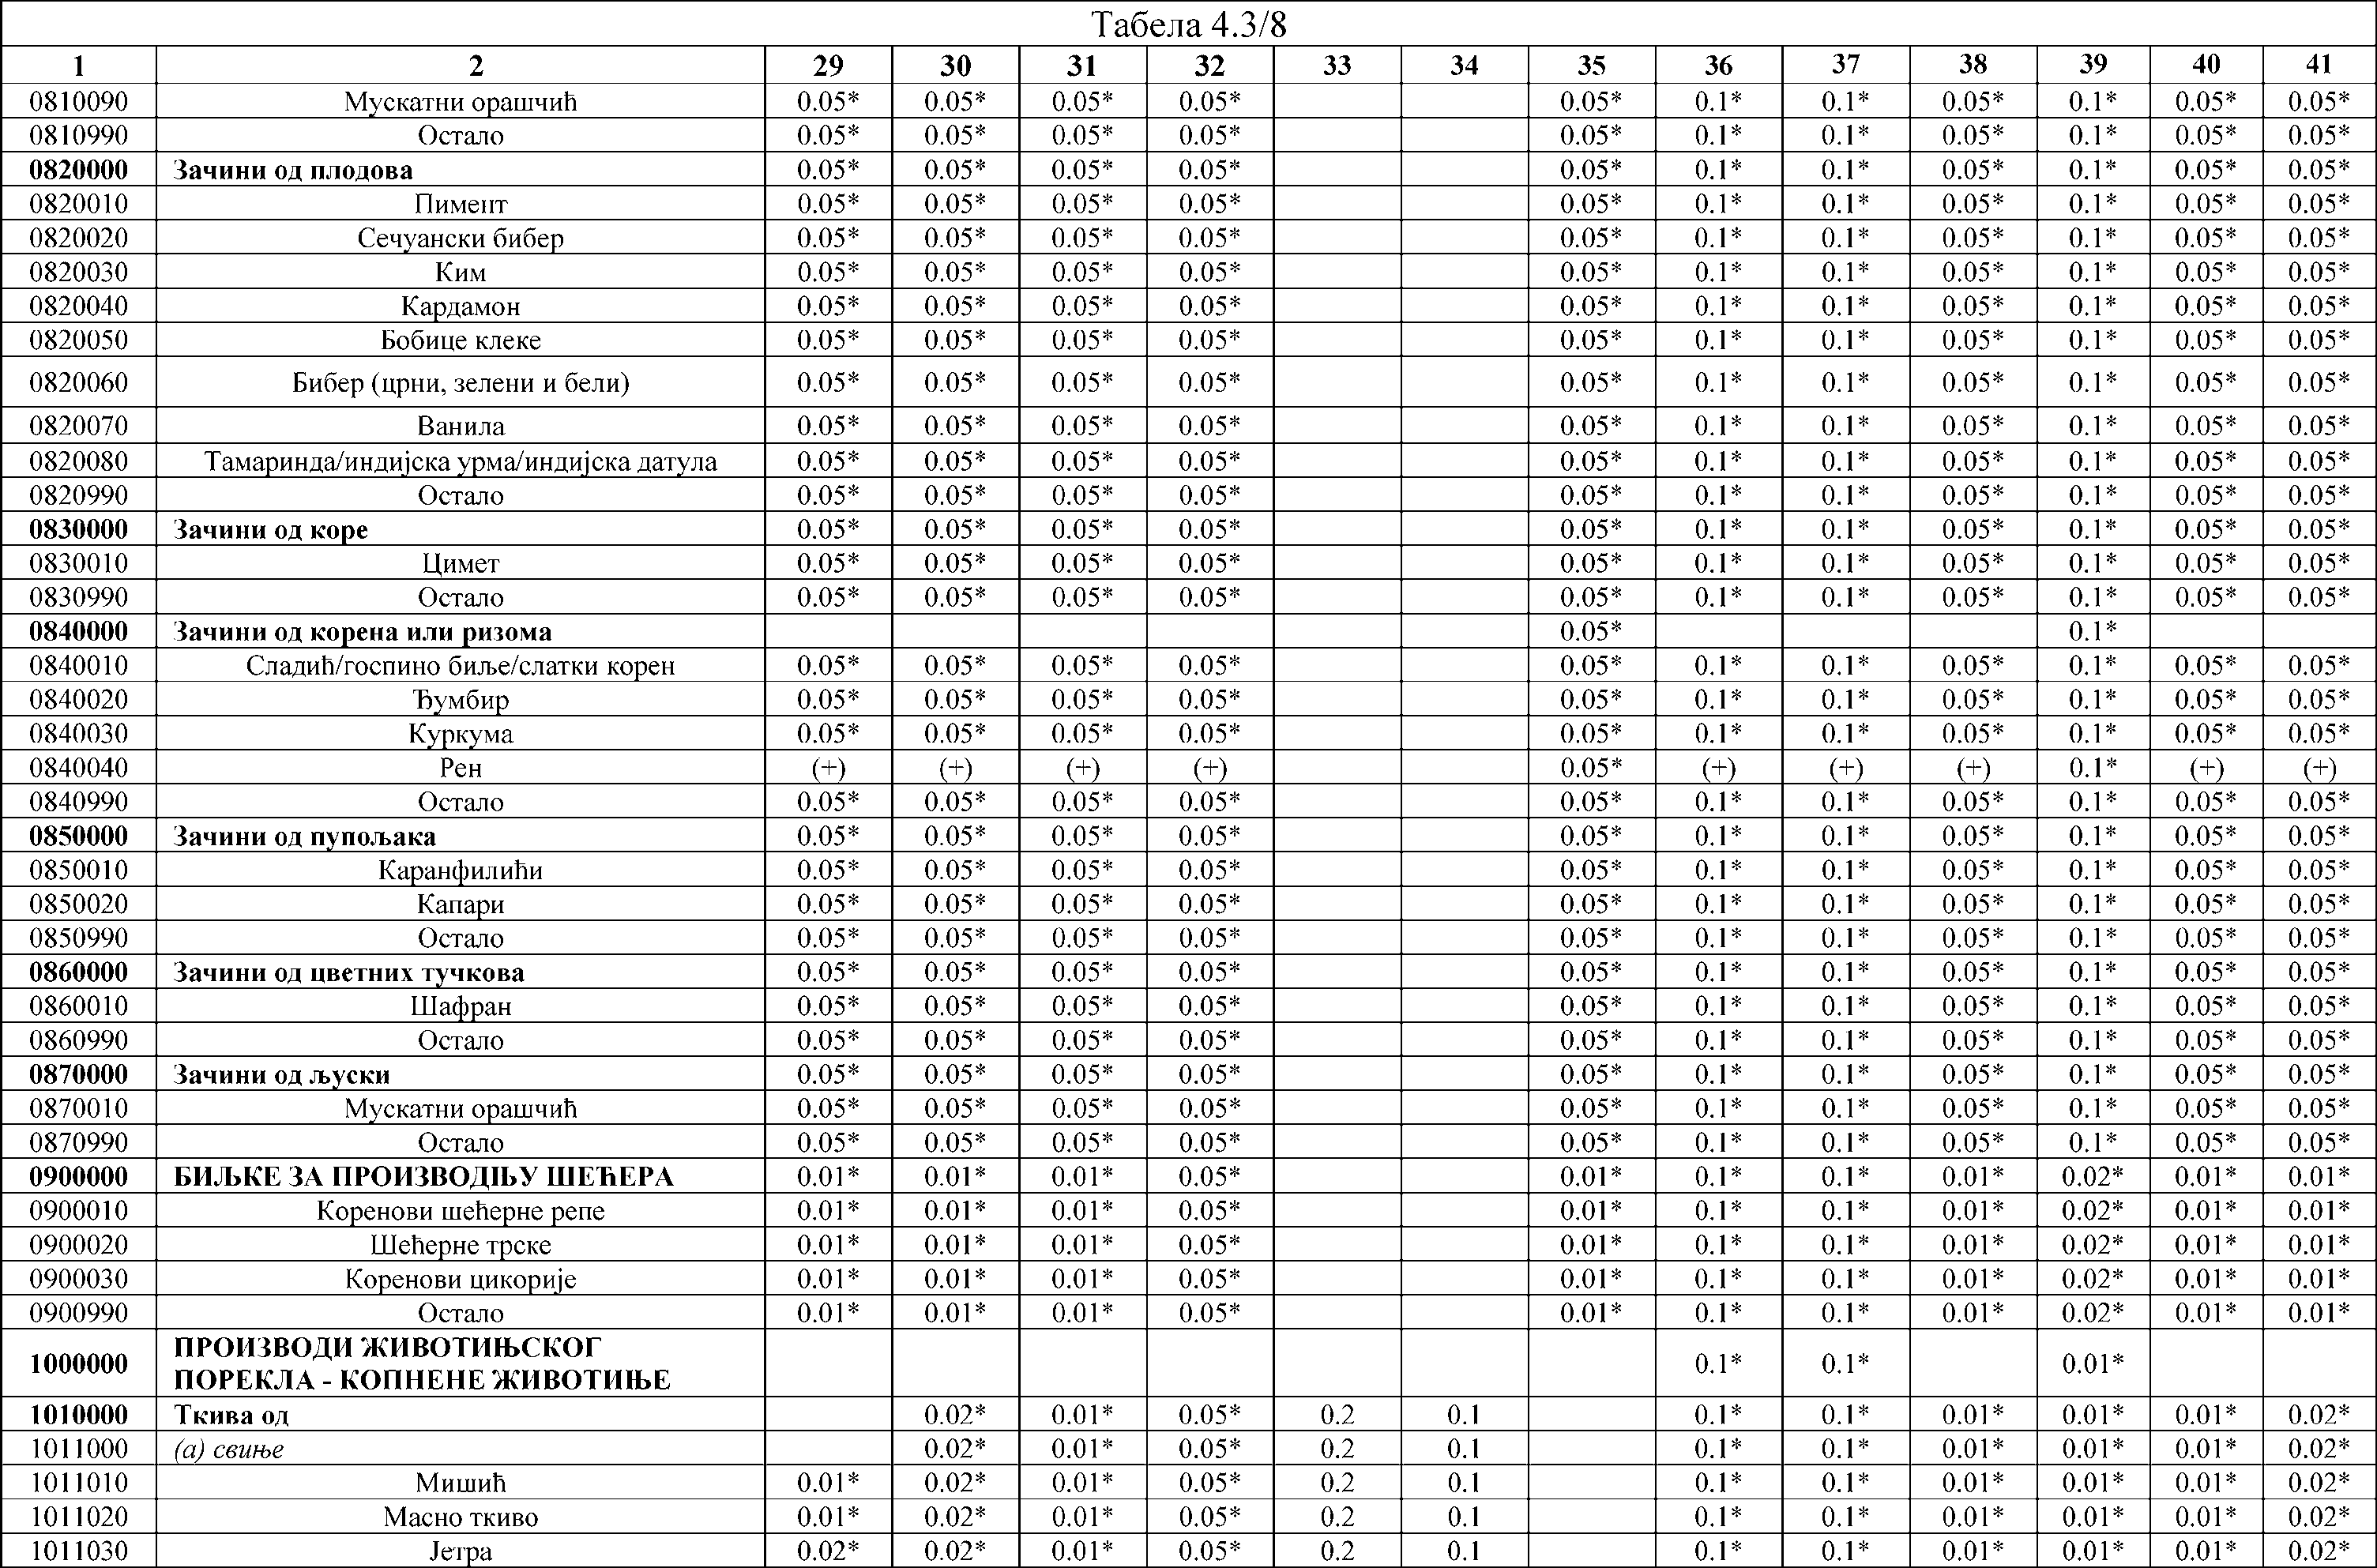 Табела 4.3/8
1 2 29 30 31 32 33 34 35 36 37 38 39 40 41
0810090 Мускатни орашчић 0.05* 0.05* 0.05* 0.05* 0.05* 0.1* 0.1* 0.05* 0.1* 0.05* 0.05*
0810990 Остало 0.05* 0.05* 0.05* 0.05* 0.05* 0.1* 0.1* 0.05* 0.1* 0.05* 0.05*
0820000 Зачини од плодова 0.05* 0.05* 0.05* 0.05* 0.05* 0.1* 0.1* 0.05* 0.1* 0.05* 0.05*
0820010 Пимент 0.05* 0.05* 0.05* 0.05* 0.05* 0.1* 0.1* 0.05* 0.1* 0.05* 0.05*
0820020 Сечуански бибер 0.05* 0.05* 0.05* 0.05* 0.05* 0.1* 0.1* 0.05* 0.1* 0.05* 0.05*
0820030 Ким 0.05* 0.05* 0.05* 0.05* 0.05* 0.1* 0.1* 0.05* 0.1* 0.05* 0.05*
0820040 Кардамон 0.05* 0.05* 0.05* 0.05* 0.05* 0.1* 0.1* 0.05* 0.1* 0.05* 0.05*
0820050 Бобице клеке 0.05* 0.05* 0.05* 0.05* 0.05* 0.1* 0.1* 0.05* 0.1* 0.05* 0.05*
0820060 Бибер (црни, зелени и бели) 0.05* 0.05* 0.05* 0.05* 0.05* 0.1* 0.1* 0.05* 0.1* 0.05* 0.05*
0820070 Ванила 0.05* 0.05* 0.05* 0.05* 0.05* 0.1* 0.1* 0.05* 0.1* 0.05* 0.05*
0820080 Тамаринда/индијска урма/индијска датула 0.05* 0.05* 0.05* 0.05* 0.05* 0.1* 0.1* 0.05* 0.1* 0.05* 0.05*
0820990 Остало 0.05* 0.05* 0.05* 0.05* 0.05* 0.1* 0.1* 0.05* 0.1* 0.05* 0.05*
0830000 Зачини од коре 0.05* 0.05* 0.05* 0.05* 0.05* 0.1* 0.1* 0.05* 0.1* 0.05* 0.05*
0830010 Цимет 0.05* 0.05* 0.05* 0.05* 0.05* 0.1* 0.1* 0.05* 0.1* 0.05* 0.05*
0830990 Остало 0.05* 0.05* 0.05* 0.05* 0.05* 0.1* 0.1* 0.05* 0.1* 0.05* 0.05*
0840000 Зачини од корена или ризома 0.05* 0.1*
0840010 Сладић/госпино биље/слатки корен 0.05* 0.05* 0.05* 0.05* 0.05* 0.1* 0.1* 0.05* 0.1* 0.05* 0.05*
0840020 Ђумбир 0.05* 0.05* 0.05* 0.05* 0.05* 0.1* 0.1* 0.05* 0.1* 0.05* 0.05*
0840030 Куркума 0.05* 0.05* 0.05* 0.05* 0.05* 0.1* 0.1* 0.05* 0.1* 0.05* 0.05*
0840040 Рен (+) (+) (+) (+) 0.05* (+) (+) (+) 0.1* (+) (+)
0840990 Остало 0.05* 0.05* 0.05* 0.05* 0.05* 0.1* 0.1* 0.05* 0.1* 0.05* 0.05*
0850000 Зачини од пупољака 0.05* 0.05* 0.05* 0.05* 0.05* 0.1* 0.1* 0.05* 0.1* 0.05* 0.05*
0850010 Каранфилићи 0.05* 0.05* 0.05* 0.05* 0.05* 0.1* 0.1* 0.05* 0.1* 0.05* 0.05*
0850020 Капари 0.05* 0.05* 0.05* 0.05* 0.05* 0.1* 0.1* 0.05* 0.1* 0.05* 0.05*
0850990 Остало 0.05* 0.05* 0.05* 0.05* 0.05* 0.1* 0.1* 0.05* 0.1* 0.05* 0.05*
0860000 Зачини од цветних тучкова 0.05* 0.05* 0.05* 0.05* 0.05* 0.1* 0.1* 0.05* 0.1* 0.05* 0.05*
0860010 Шафран 0.05* 0.05* 0.05* 0.05* 0.05* 0.1* 0.1* 0.05* 0.1* 0.05* 0.05*
0860990 Остало 0.05* 0.05* 0.05* 0.05* 0.05* 0.1* 0.1* 0.05* 0.1* 0.05* 0.05*
0870000 Зачини од љуски 0.05* 0.05* 0.05* 0.05* 0.05* 0.1* 0.1* 0.05* 0.1* 0.05* 0.05*
0870010 Мускатни орашчић 0.05* 0.05* 0.05* 0.05* 0.05* 0.1* 0.1* 0.05* 0.1* 0.05* 0.05*
0870990 Остало 0.05* 0.05* 0.05* 0.05* 0.05* 0.1* 0.1* 0.05* 0.1* 0.05* 0.05*
0900000 БИЉКЕ ЗА ПРОИЗВОДЊУ ШЕЋЕРА 0.01* 0.01* 0.01* 0.05* 0.01* 0.1* 0.1* 0.01* 0.02* 0.01* 0.01*
0900010 Коренови шећерне репе 0.01* 0.01* 0.01* 0.05* 0.01* 0.1* 0.1* 0.01* 0.02* 0.01* 0.01*
0900020 Шећерне трске 0.01* 0.01* 0.01* 0.05* 0.01* 0.1* 0.1* 0.01* 0.02* 0.01* 0.01*
0900030 Коренови цикорије 0.01* 0.01* 0.01* 0.05* 0.01* 0.1* 0.1* 0.01* 0.02* 0.01* 0.01*
0900990 Остало 0.01* 0.01* 0.01* 0.05* 0.01* 0.1* 0.1* 0.01* 0.02* 0.01* 0.01*
1000000 ПРОИЗВОДИ ЖИВОТИЊСКОГ
ПОРЕКЛА - КОПНЕНЕ ЖИВОТИЊЕ 0.1* 0.1* 0.01*
1010000 Ткива од 0.02* 0.01* 0.05* 0.2 0.1 0.1* 0.1* 0.01* 0.01* 0.01* 0.02*
1011000 (а) свиње 0.02* 0.01* 0.05* 0.2 0.1 0.1* 0.1* 0.01* 0.01* 0.01* 0.02*
1011010 Мишић 0.01* 0.02* 0.01* 0.05* 0.2 0.1 0.1* 0.1* 0.01* 0.01* 0.01* 0.02*
1011020 Масно ткиво 0.01* 0.02* 0.01* 0.05* 0.2 0.1 0.1* 0.1* 0.01* 0.01* 0.01* 0.02*
1011030 Јетра 0.02* 0.02* 0.01* 0.05* 0.2 0.1 0.1* 0.1* 0.01* 0.01* 0.01* 0.02*